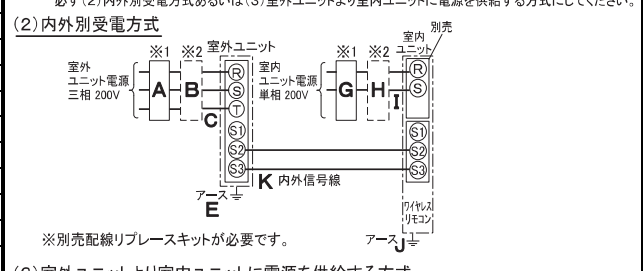 必ず(2)内外別受電方式あるいは(3)室外ユニットより室内ユニットに電源を供給する方式にしてください。
(2)内外別受電方式
※1 ※2 室外ユニット
室外
ユニット電源
三相 200V
A B C
R
S
T
S1
S2
S3
アース
E
※1 ※2
室内
ユニット
別売
室内
ユニット電源
単相 200V
G H I
R
S
S1
S2
S3
K 内外信号線
ワイヤレス
リモコン
アース J
※別売配線リプレースキットが必要です。
(3)室外ユニットより室内ユニットに電源を供給する方式